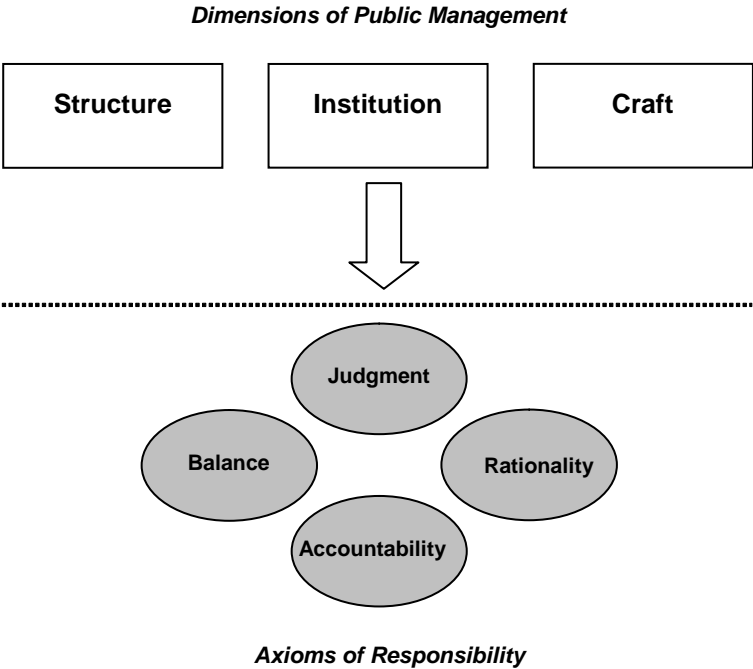 Dimensions of Public Management
Structure
Institution
Craft
Judgment
Balance
Rationality
Accountability
Axioms of Responsibility